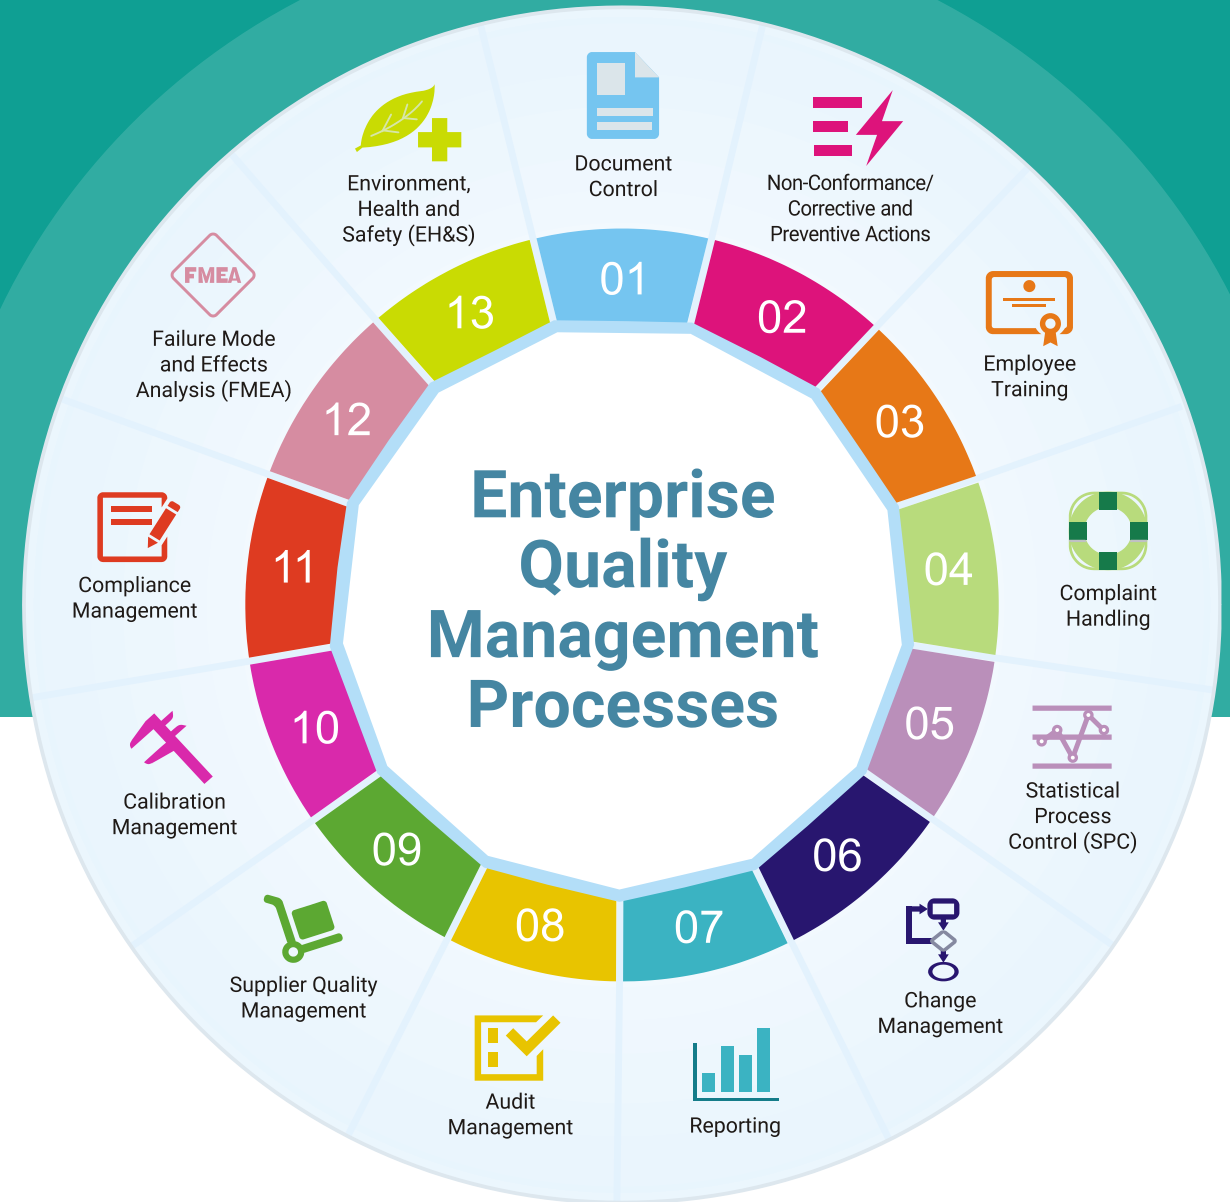 Enterprise
Quality
Management
Processes
01
Document
Control
02
Non-Conformance/
Corrective and
Preventive Actions
03
Employee
Training
04
Complaint
Handling
05
Statistical
Process
Control (SPC)
06
Change
Management
07
Reporting
08
Audit
Management
09
Supplier Quality
Management
10
Calibration
Management
11
Compliance
Management
12
FMEA
Failure Mode
and Effects
Analysis (FMEA)
13
Environment,
Health and
Safety (EH&S)